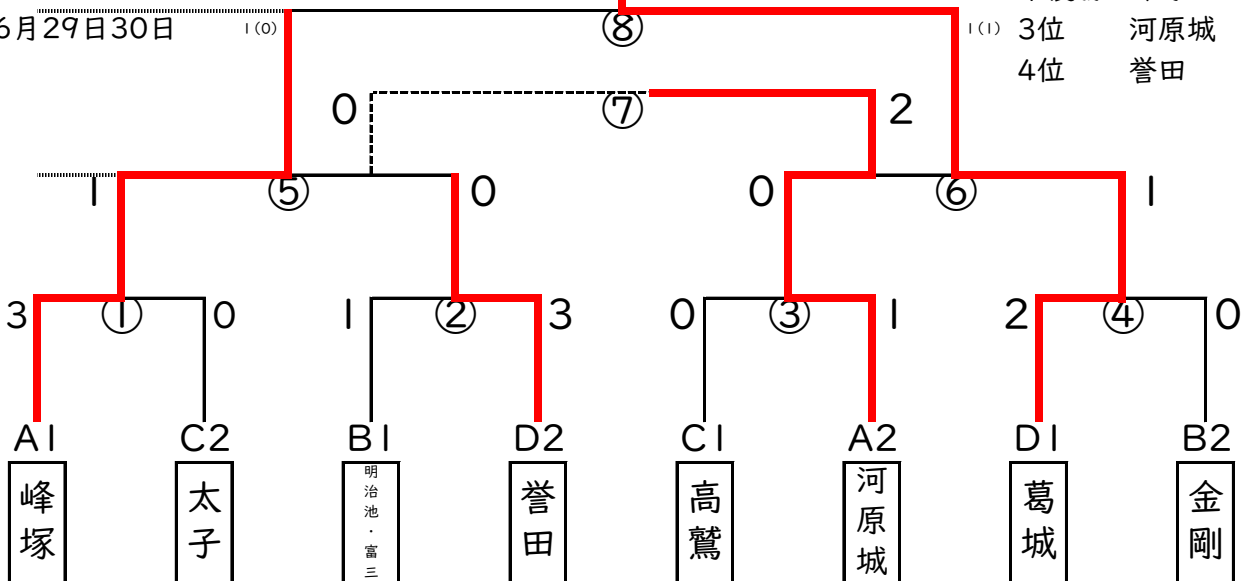 6月29日30日
1(0)
⑧
1(1)
3位 河原城
4位 誉田
0
⑦
2
1
⑤
0
0
⑥
1
3
①
0
1
②
3
0
③
1
2
④
0
A1
C2
B1
D2
C1
A2
D1
B2
峰塚
太子
明治池・富三
誉田
高鷲
河原城
葛城
金剛